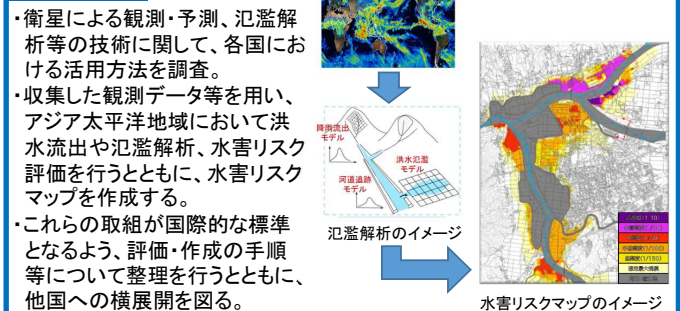 ・衛星による観測・予測、氾濫解
析等の技術に関して、各国にお
ける活用方法を調査。
・収集した観測データ等を用い、
アジア太平洋地域において洪
水流出や氾濫解析、水害リスク
評価を行うとともに、水害リスク
マップを作成する。
・これらの取組が国際的な標準
となるよう、評価・作成の手順
等について整理を行うとともに、
他国への横展開を図る。
降雨流出
モデル
洪水氾濫
モデル
河道追跡
モデル
氾濫解析のイメージ
想定最大規模
水害リスクマップのイメージ